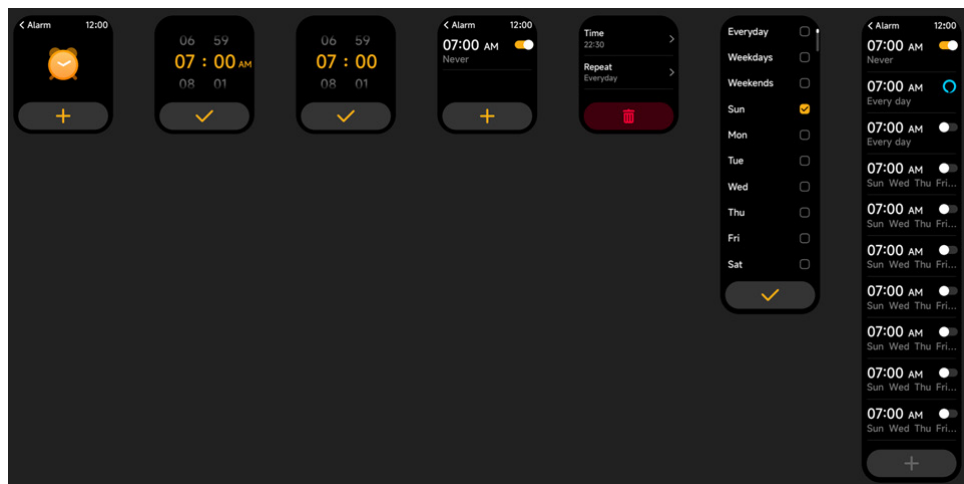 < Alarm 12:00
06 59
07 : 00 AM
08 01
06 59
07 : 00
08 01
< Alarm 12:00
07:00 AM
Never
Time
22:30
Repeat
Everyday
Everyday
Weekdays
Weekends
Sun
Mon
Tue
Wed
Thu
Fri
Sat
< Alarm 12:00
07:00 AM
Never
07:00 AM
Every day
07:00 AM
Every day
07:00 AM
Sun Wed Thu Fri...
07:00 AM
Sun Wed Thu Fri...
07:00 AM
Sun Wed Thu Fri...
07:00 AM
Sun Wed Thu Fri...
07:00 AM
Sun Wed Thu Fri...
07:00 AM
Sun Wed Thu Fri...
07:00 AM
Sun Wed Thu Fri...